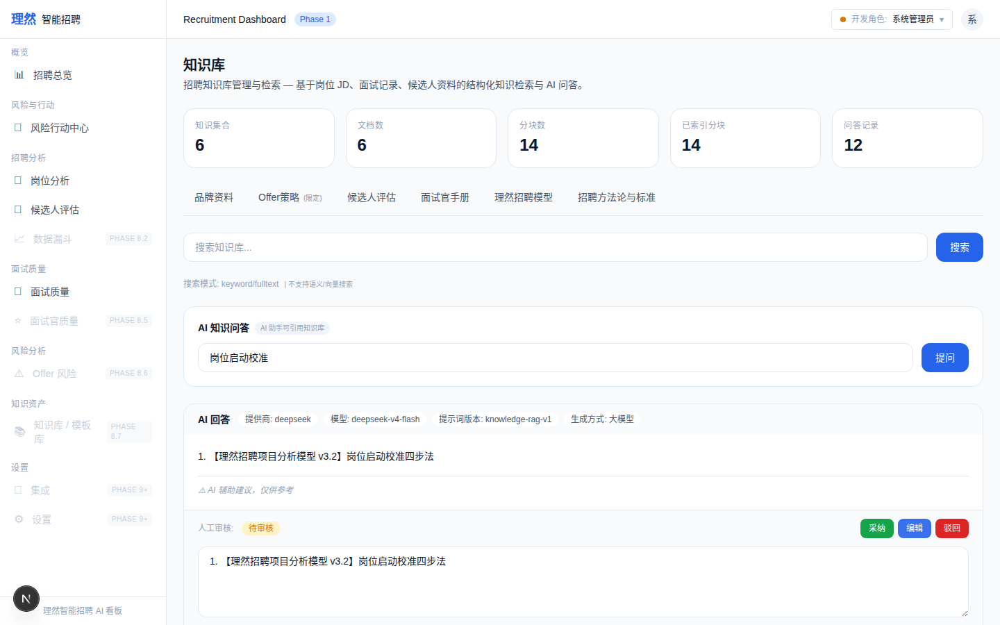 理然 智能招聘
Recruitment Dashboard Phase 1
开发角色: 系统管理员 ▾ 系
概览
招聘总览
风险与行动
风险行动中心
招聘分析
岗位分析
候选人评估
数据漏斗 PHASE 8.2
面试质量
面试质量
面试官质量 PHASE 8.5
风险分析
Offer 风险 PHASE 8.6
知识资产
知识库 / 模板
库
PHASE
8.7
设置
集成 PHASE 9+
设置 PHASE 9+
N
理然智能招聘 AI 看板
知识库
招聘知识库管理与检索 — 基于岗位 JD、面试记录、候选人资料的结构化知识检索与 AI 问答。
知识集合
6
文档数
6
分块数
14
已索引分块
14
问答记录
12
品牌资料 Offer策略 (限定) 候选人评估 面试官手册 理然招聘模型 招聘方法论与标准
搜索知识库... 搜索
搜索模式: keyword/fulltext | 不支持语义/向量搜索
AI 知识问答 AI 助手可引用知识库
岗位启动校准 提问
AI 回答 提供商: deepseek 模型: deepseek-v4-flash 提示词版本: knowledge-rag-v1 生成方式: 大模型
1. 【理然招聘项目分析模型 v3.2】岗位启动校准四步法
⚠ AI 辅助建议，仅供参考
人工审核: 待审核 采纳 编辑 驳回
1. 【理然招聘项目分析模型 v3.2】岗位启动校准四步法